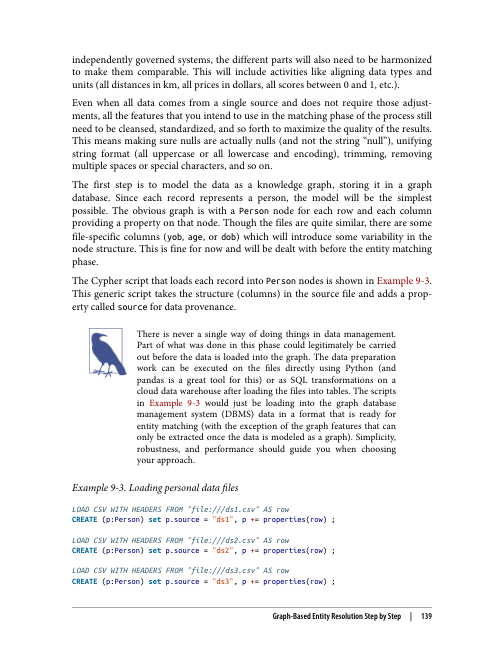 independently governed systems, the different parts will also need to be harmonized
to make them comparable. This will include activities like aligning data types and
units (all distances in km, all prices in dollars, all scores between 0 and 1, etc.).
Even when all data comes from a single source and does not require those adjust-
ments, all the features that you intend to use in the matching phase of the process still
need to be cleansed, standardized, and so forth to maximize the quality of the results.
This means making sure nulls are actually nulls (and not the string “null”), unifying
string format (all uppercase or all lowercase and encoding), trimming, removing
multiple spaces or special characters, and so on.
The first step is to model the data as a knowledge graph, storing it in a graph
database. Since each record represents a person, the model will be the simplest
possible. The obvious graph is with a Person node for each row and each column
providing a property on that node. Though the files are quite similar, there are some
file-specific columns (yob, age, or dob) which will introduce some variability in the
node structure. This is fine for now and will be dealt with before the entity matching
phase.
The Cypher script that loads each record into Person nodes is shown in Example 9-3.
This generic script takes the structure (columns) in the source file and adds a prop-
erty called source for data provenance.
There is never a single way of doing things in data management.
Part of what was done in this phase could legitimately be carried
out before the data is loaded into the graph. The data preparation
work can be executed on the files directly using Python (and
pandas is a great tool for this) or as SQL transformations on a
cloud data warehouse after loading the files into tables. The scripts
in Example 9-3 would just be loading into the graph database
management system (DBMS) data in a format that is ready for
entity matching (with the exception of the graph features that can
only be extracted once the data is modeled as a graph). Simplicity,
robustness, and performance should guide you when choosing
your approach.
Example 9-3. Loading personal data files
LOAD CSV WITH HEADERS FROM "file:///ds1.csv" AS row
CREATE (p:Person) set p.source = "ds1", p += properties(row) ;
LOAD CSV WITH HEADERS FROM "file:///ds2.csv" AS row
CREATE (p:Person) set p.source = "ds2", p += properties(row) ;
LOAD CSV WITH HEADERS FROM "file:///ds3.csv" AS row
CREATE (p:Person) set p.source = "ds3", p += properties(row) ;
Graph-Based Entity Resolution Step by Step | 139